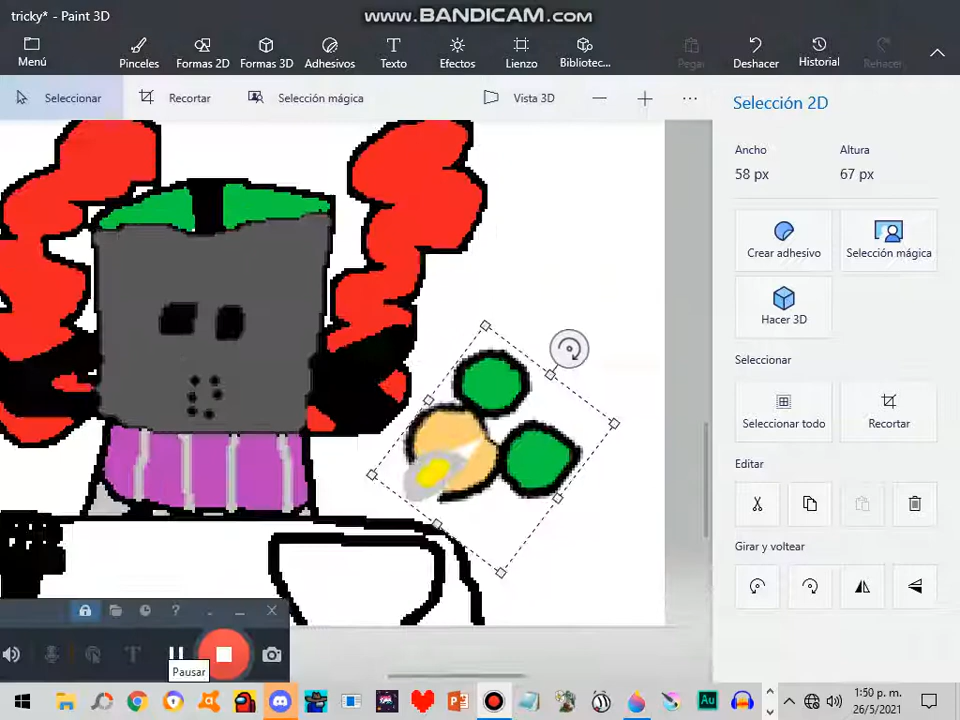 tricky* - Paint 3D
www.BANDICAM.com
Menú
Pinceles
Formas 2D
Formas 3D
Adhesivos
Texto
Efectos
Lienzo
Bibliotec...
Pegar
Deshacer
Historial
Rehacer
Seleccionar
Recortar
Selección mágica
Vista 3D
Selección 2D
Ancho
Altura
58 px
67 px
Crear adhesivo
Selección mágica
Hacer 3D
Seleccionar
Seleccionar todo
Recortar
Editar
Girar y voltear
Pausar
1:50 p. m.
26/5/2021